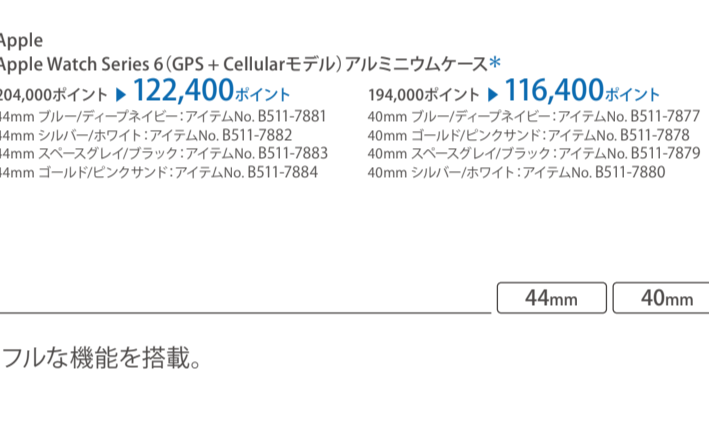 Apple
Apple Watch Series 6（GPS + Cellularモデル）アルミニウムケース＊
204,000ポイント ▶ 122,400ポイント
44mm ブルー/ディープネイビー：アイテムNo. B511-7881
44mm シルバー/ホワイト：アイテムNo. B511-7882
44mm スペースグレイ/ブラック：アイテムNo. B511-7883
44mm ゴールド/ピンクサンド：アイテムNo. B511-7884
194,000ポイント ▶ 116,400ポイント
40mm ブルー/ディープネイビー：アイテムNo. B511-7877
40mm ゴールド/ピンクサンド：アイテムNo. B511-7878
40mm スペースグレイ/ブラック：アイテムNo. B511-7879
40mm シルバー/ホワイト：アイテムNo. B511-7880
44mm
40mm
フルな機能を搭載。